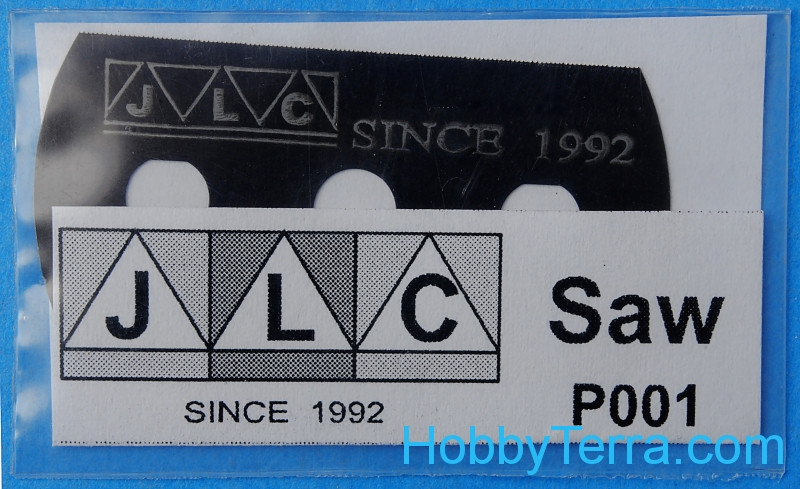 JLC
SINCE 1992
JLC
Saw
SINCE 1992
P001
HobbyTerra.com